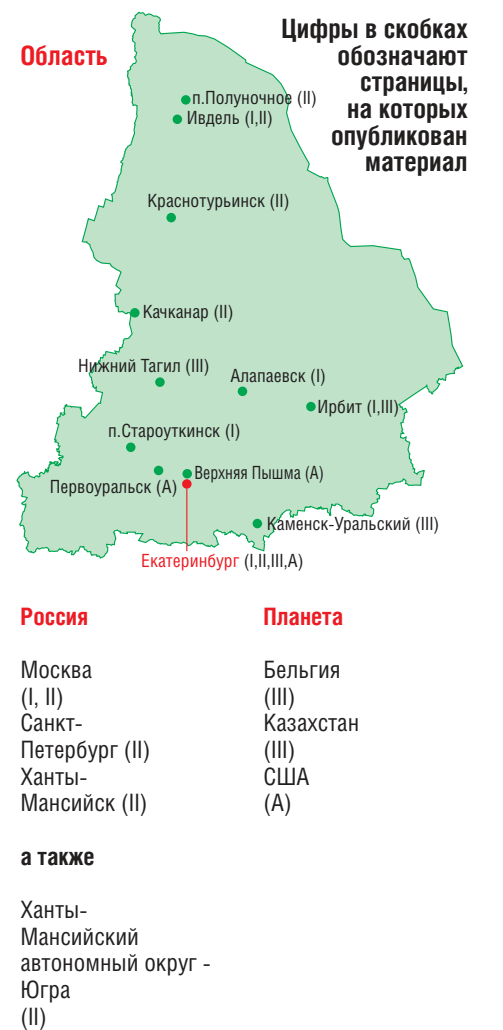 Область
Цифры в скобках
обозначают
страницы,
на которых
опубликован
материал
п.Полуночное (II)
Ивдель (I,II)
Краснотурьинск (II)
Качканар (II)
Нижний Тагил (III)
Алапаевск (I)
Ирбит (I,III)
п.Староуткинск (I)
Верхняя Пышма (А)
Первоуральск (А)
Каменск-Уральский (III)
Екатеринбург (I,II,III,А)
Россия
Москва
(I, II)
Санкт-
Петербург (II)
Ханты-
Мансийск (II)
а также
Ханты-
Мансийский
автономный округ -
Югра
(II)
Планета
Бельгия
(III)
Казахстан
(III)
США
(А)